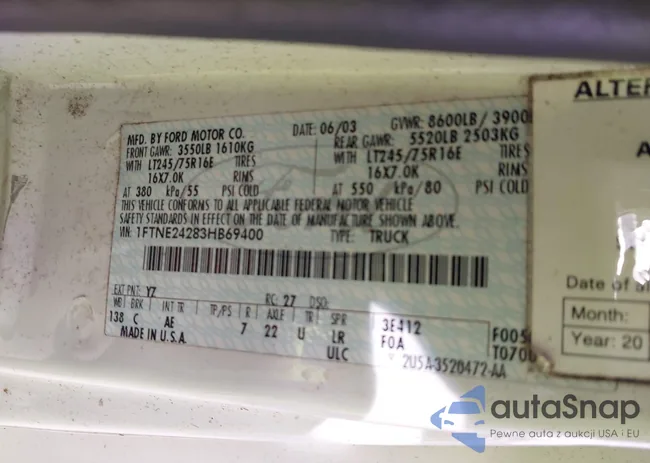 MFD. BY FORD MOTOR CO.
DATE: 06/03 GVWR: 8600LB/ 3900
FRONT GAWR: 3550LB 1610KG
REAR GAWR: 5520LB 2503KG
WITH LT245/75R16E TIRES
WITH LT245/75R16E TIRES
16X7.0K RIMS
16X7.0K RIMS
AT 380 kPa/55 PSI COLD
AT 550 kPa/80 PSI COLD
THIS VEHICLE CONFORMS TO ALL APPLICABLE FEDERAL MOTOR VEHICLE
SAFETY STANDARDS IN EFFECT ON THE DATE OF MANUFACTURE SHOWN ABOVE
VIN: 1FTNE24283HB69400
TYPE: TRUCK
EXT PNT: Y7 RC: 27 DSO:
WB BRK INT TR TP/PS R AXLE TR SPR
138 C AE 7 22 U LR
3E412
F005
MADE IN U.S.A. ULC
FOA
T0700
2U5A-3520472-AA
ALTER
A
Date of
Month:
Year: 20
autaSnap
Pewne auta z aukcji USA i EU